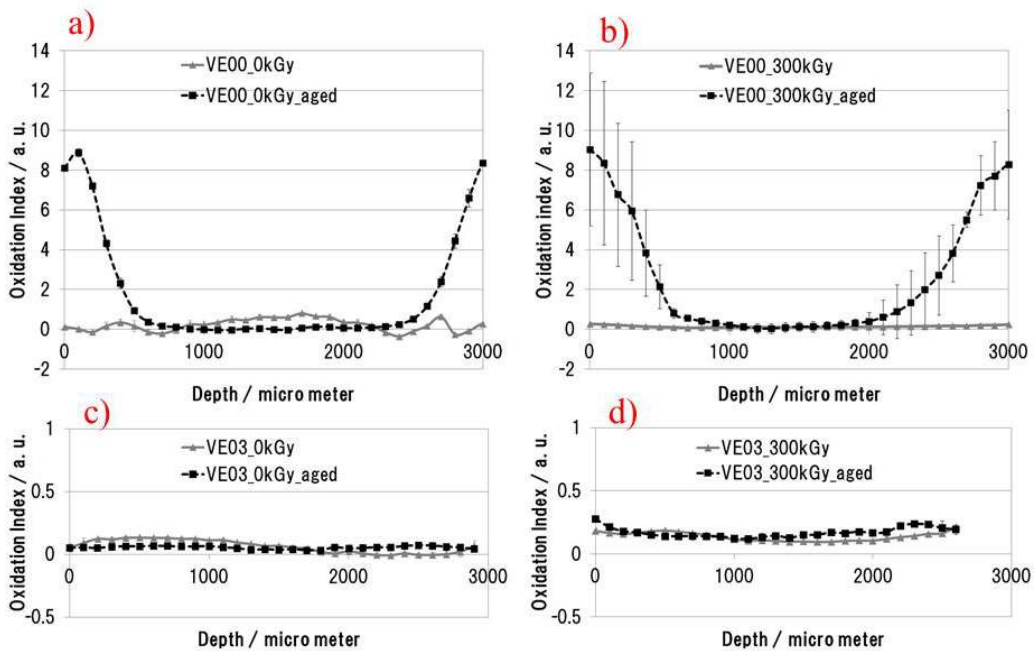 a)
VE00_0kGy
VE00_0kGy_aged
Oxidation Index / a. u.
14
12
10
8
6
4
2
0
-2
0
1000
2000
3000
Depth / micro meter
b)
VE00_300kGy
VE00_300kGy_aged
Oxidation index / a. u.
14
12
10
8
6
4
2
0
-2
0
1000
2000
3000
Depth / micro meter
c)
VE03_0kGy
VE03_0kGy_aged
Oxidation Index / a. u.
1
0.5
0
-0.5
0
1000
2000
3000
Depth / micro meter
d)
VE03_300kGy
VE03_300kGy_aged
Oxidation Index / a. u.
1
0.5
0
-0.5
0
1000
2000
3000
Depth / micro meter